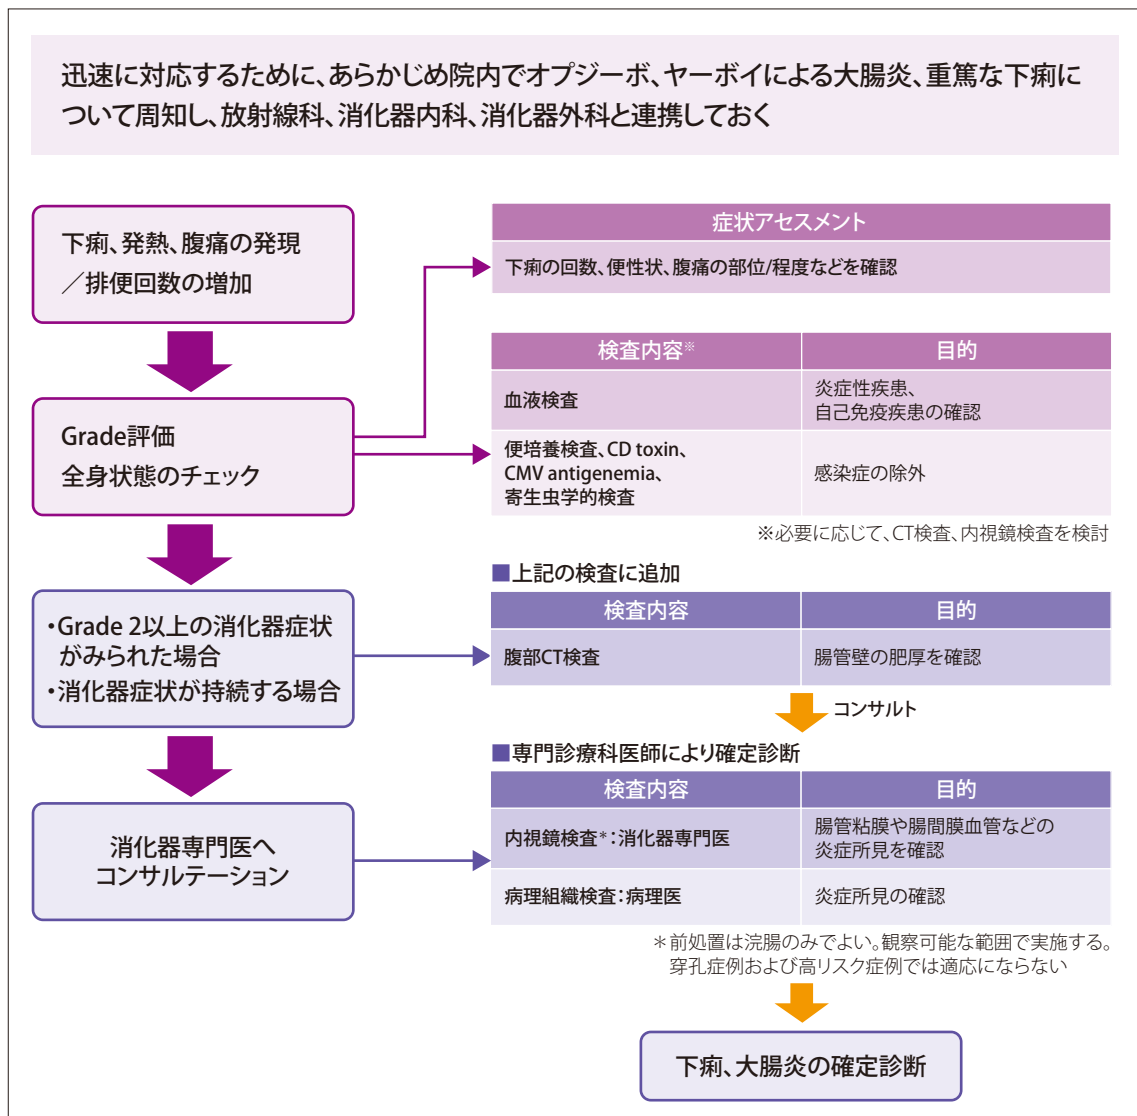 迅速に対応するために、あらかじめ院内でオプジーボ、ヤーボイによる大腸炎、重篤な下痢に
ついて周知し、放射線科、消化器内科、消化器外科と連携しておく
下痢、発熱、腹痛の発現
／排便回数の増加
症状アセスメント
下痢の回数、便性状、腹痛の部位/程度などを確認
Grade評価
全身状態のチェック
検査内容※
目的
血液検査
炎症性疾患、
自己免疫疾患の確認
便培養検査、CD toxin、
CMV antigenemia、
寄生虫学的検査
感染症の除外
※必要に応じて、CT検査、内視鏡検査を検討
・Grade 2以上の消化器症状
がみられた場合
・消化器症状が持続する場合
■上記の検査に追加
検査内容
目的
腹部CT検査
腸管壁の肥厚を確認
コンサルト
消化器専門医へ
コンサルテーション
■専門診療科医師により確定診断
検査内容
目的
内視鏡検査＊：消化器専門医
腸管粘膜や腸間膜血管などの
炎症所見を確認
病理組織検査：病理医
炎症所見の確認
＊前処置は浣腸のみでよい。観察可能な範囲で実施する。
穿孔症例および高リスク症例では適応にならない
下痢、大腸炎の確定診断